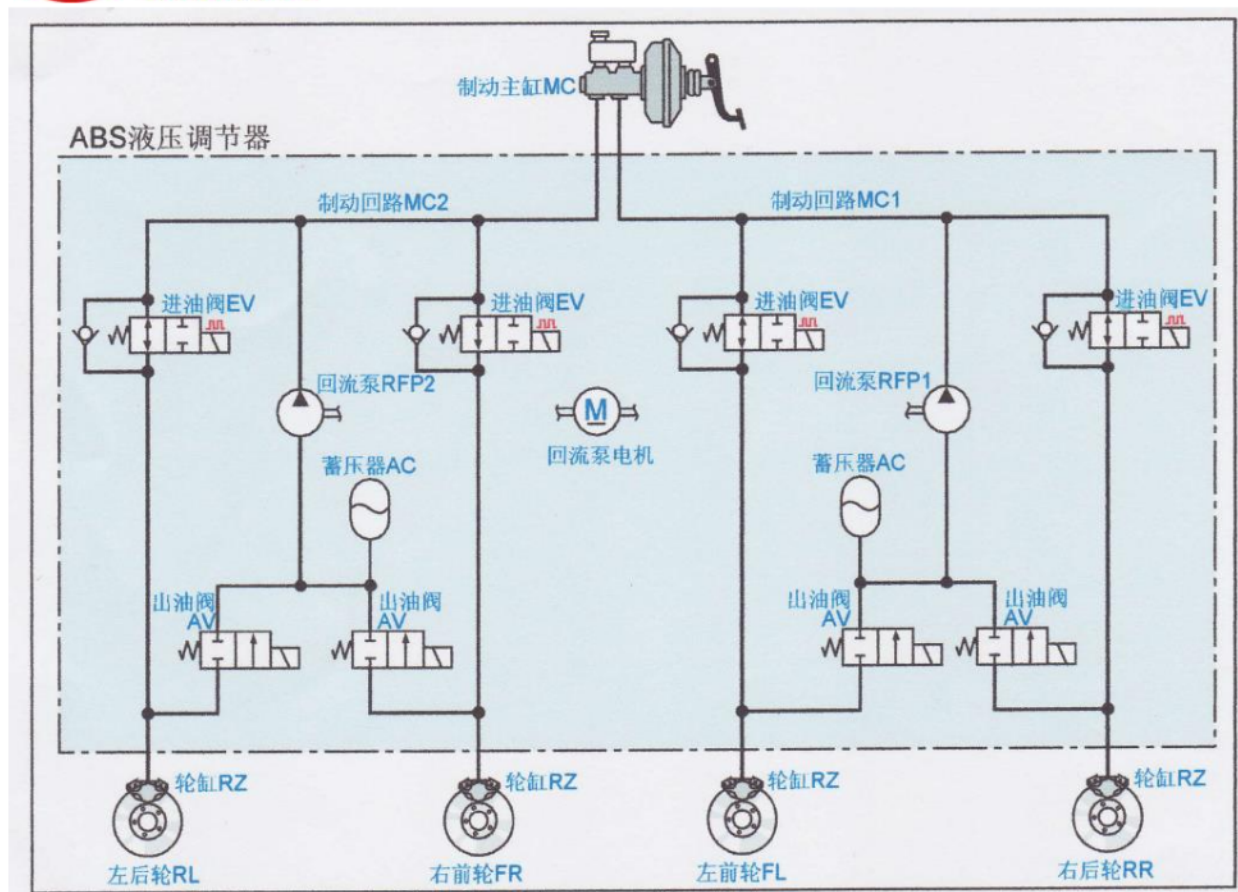 制动主缸MC
ABS液压调节器
制动回路MC2
制动回路MC1
进油阀EV
进油阀EV
进油阀EV
进油阀EV
回流泵RFP2
M
回流泵电机
回流泵RFP1
蓄压器AC
蓄压器AC
出油阀
AV
出油阀
AV
出油阀
AV
出油阀
AV
轮缸RZ
轮缸RZ
轮缸RZ
轮缸RZ
左后轮RL
右前轮FR
左前轮FL
右后轮RR